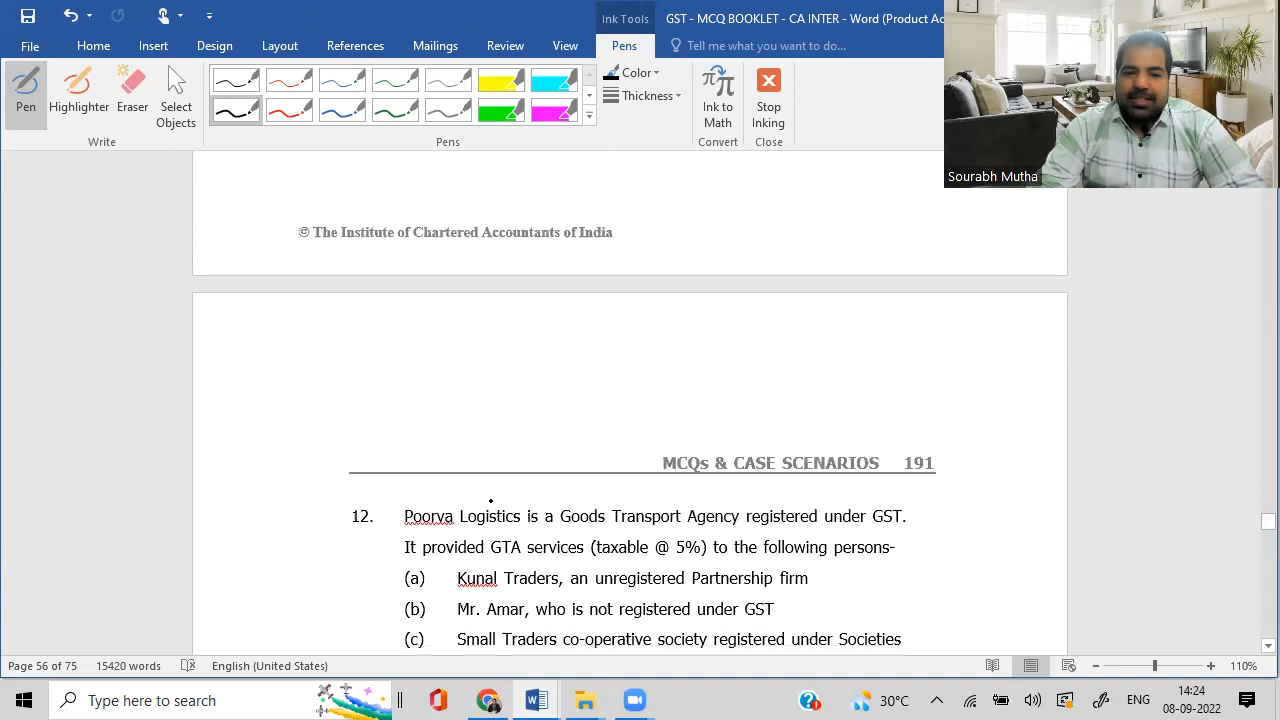 Ink Tools
GST - MCQ BOOKLET - CA INTER - Word (Product Ac
File
Home
Insert
Design
Layout
References
Mailings
Review
View
Pens
Tell me what you want to do...
Pen
Highlighter
Eraser
Select
Objects
Color
Thickness
Ink to
Math
Stop
Inking
Write
Pens
Convert
Close
Sourabh Mutha
© The Institute of Chartered Accountants of India
MCQs & CASE SCENARIOS 191
12. Poorva Logistics is a Goods Transport Agency registered under GST.
It provided GTA services (taxable @ 5%) to the following persons-
(a) Kunal Traders, an unregistered Partnership firm
(b) Mr. Amar, who is not registered under GST
(c) Small Traders co-operative society registered under Societies
Page 56 of 75
15420 words
English (United States)
110%
Type here to search
30°C
ENG
14:24
08-09-2022